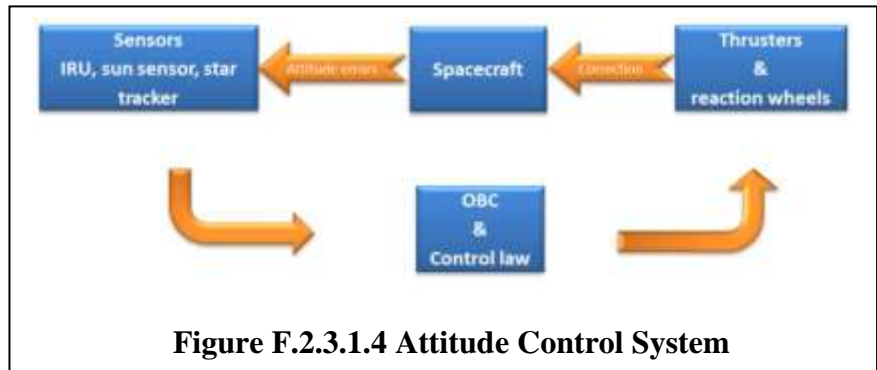 Sensors
IRU, sun sensor, star
tracker
Attitude errors
Spacecraft
Correction
Thrusters
&
reaction wheels
OBC
&
Control law
Figure F.2.3.1.4 Attitude Control System